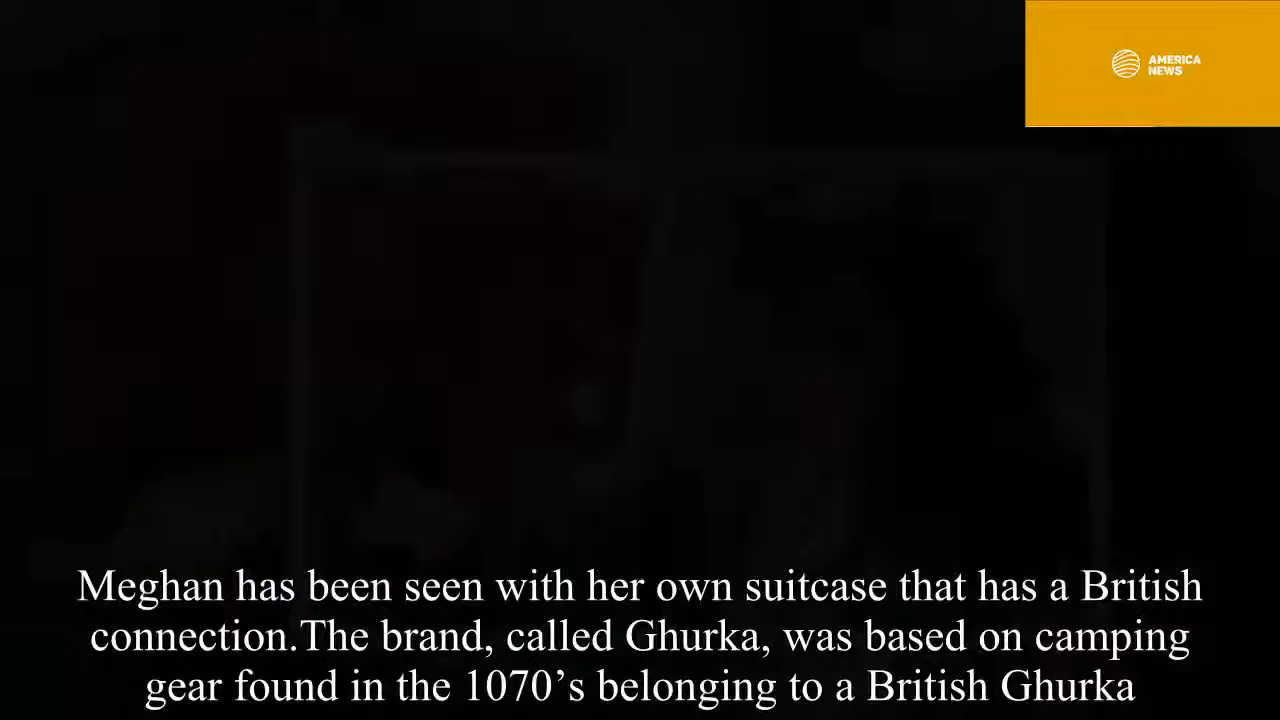 AMERICA
NEWS
Meghan has been seen with her own suitcase that has a British
connection.The brand, called Ghurka, was based on camping
gear found in the 1070’s belonging to a British Ghurka